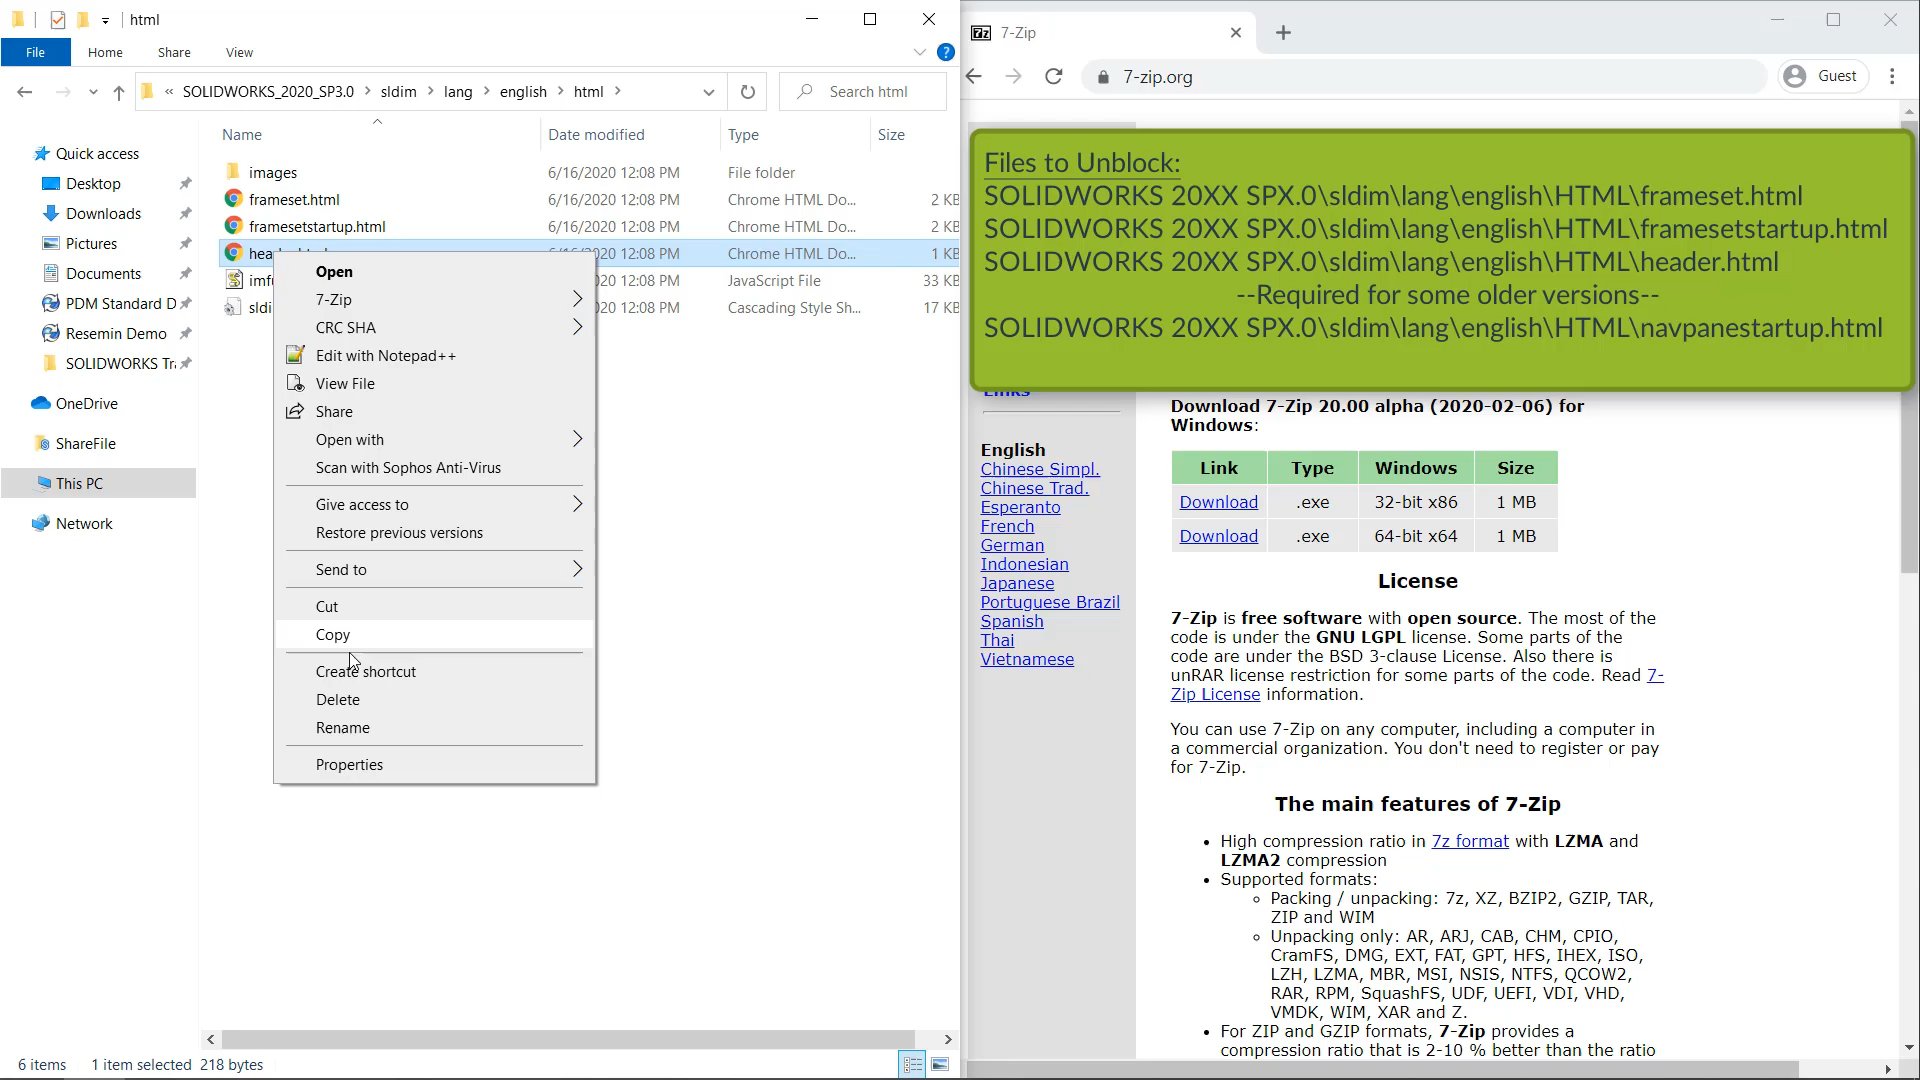 html
File
Home
Share
View
?
« SOLIDWORKS_2020_SP3.0 > sldim > lang > english > html >
Search html
Name
Date modified
Type
Size
Quick access
Desktop
Downloads
Pictures
Documents
PDM Standard D
Resemin Demo
SOLIDWORKS Tr
OneDrive
ShareFile
This PC
Network
images 6/16/2020 12:08 PM File folder
frameset.html 6/16/2020 12:08 PM Chrome HTML Do... 2 KB
framesetstartup.html 6/16/2020 12:08 PM Chrome HTML Do... 2 KB
12:08 PM Chrome HTML Do... 1 KB
20 12:08 PM JavaScript File 33 KB
20 12:08 PM Cascading Style Sh... 17 KB
sldi
Open
7-Zip
CRC SHA
Edit with Notepad++
View File
Share
Open with
Scan with Sophos Anti-Virus
Give access to
Restore previous versions
Send to
Cut
Copy
Create shortcut
Delete
Rename
Properties
6 items 1 item selected 218 bytes
7z 7-Zip
7-zip.org
Guest
Files to Unblock:
SOLIDWORKS 20XX SPX.0\sldim\lang\english\HTML\frameset.html
SOLIDWORKS 20XX SPX.0\sldim\lang\english\HTML\framesetstartup.html
SOLIDWORKS 20XX SPX.0\sldim\lang\english\HTML\header.html
--Required for some older versions--
SOLIDWORKS 20XX SPX.0\sldim\lang\english\HTML\navpanestartup.html
Links
English
Chinese Simpl.
Chinese Trad.
Esperanto
French
German
Indonesian
Japanese
Portuguese Brazil
Spanish
Thai
Vietnamese
Download 7-Zip 20.00 alpha (2020-02-06) for
Windows:
Link Type Windows Size
Download .exe 32-bit x86 1 MB
Download .exe 64-bit x64 1 MB
License
7-Zip is free software with open source. The most of the
code is under the GNU LGPL license. Some parts of the
code are under the BSD 3-clause License. Also there is
unRAR license restriction for some parts of the code. Read 7-
Zip License information.
You can use 7-Zip on any computer, including a computer in
a commercial organization. You don't need to register or pay
for 7-Zip.
The main features of 7-Zip
• High compression ratio in 7z format with LZMA and
LZMA2 compression
• Supported formats:
Packing / unpacking: 7z, XZ, BZIP2, GZIP, TAR,
ZIP and WIM
Unpacking only: AR, ARJ, CAB, CHM, CPIO,
CramFS, DMG, EXT, FAT, GPT, HFS, IHEX, ISO,
LZH, LZMA, MBR, MSI, NSIS, NTFS, QCOW2,
RAR, RPM, SquashFS, UDF, UEFI, VDI, VHD,
VMDK, WIM, XAR and Z.
• For ZIP and GZIP formats, 7-Zip provides a
compression ratio that is 2-10 % better than the ratio